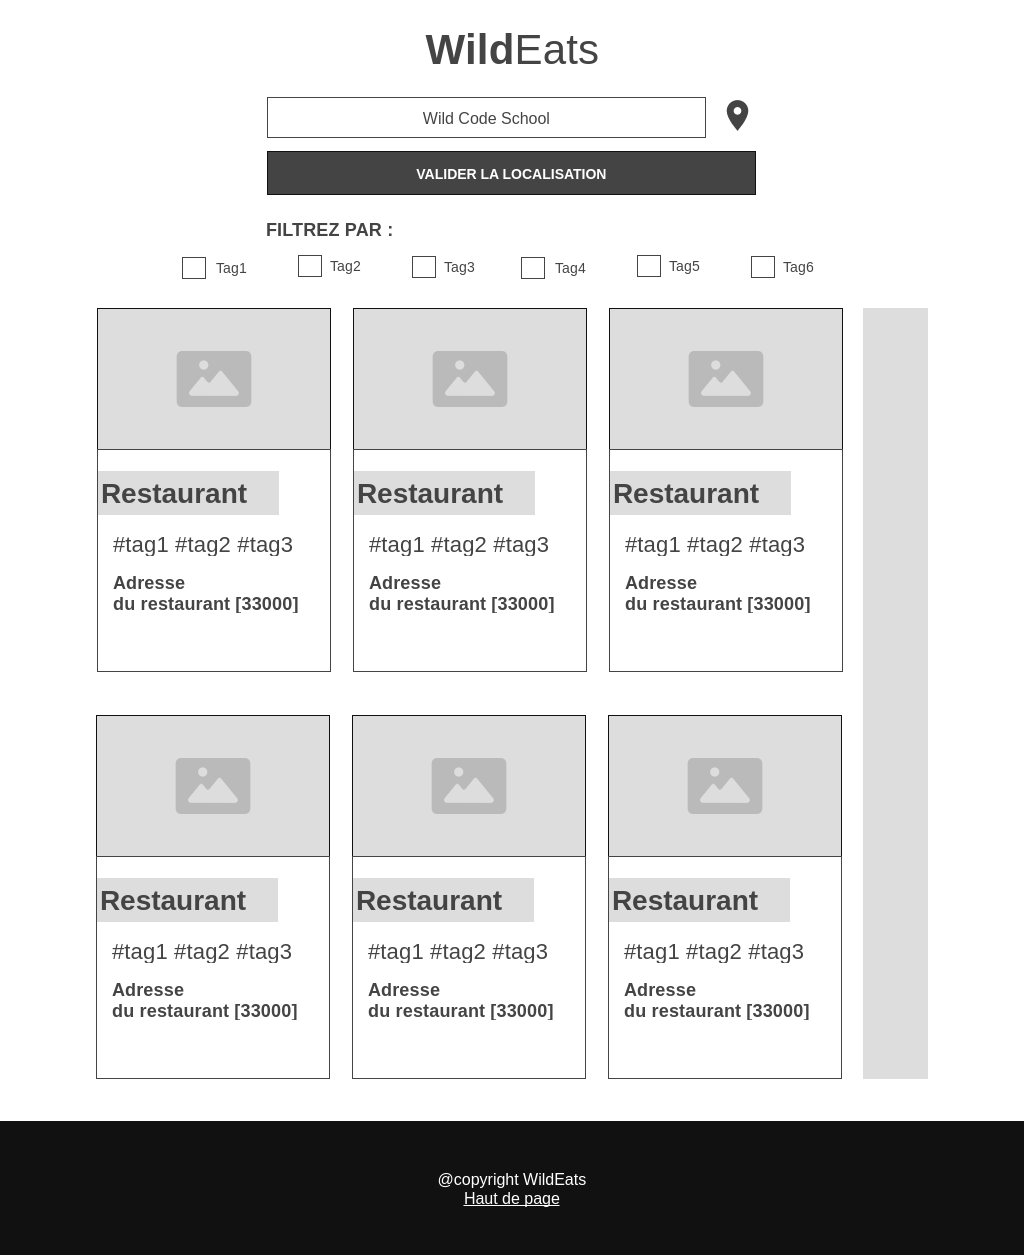 WildEats
Wild Code School
VALIDER LA LOCALISATION
FILTREZ PAR :
Tag1 Tag2 Tag3 Tag4 Tag5 Tag6
Restaurant Restaurant Restaurant
#tag1 #tag2 #tag3 #tag1 #tag2 #tag3 #tag1 #tag2 #tag3
Adresse Adresse Adresse
du restaurant [33000] du restaurant [33000] du restaurant [33000]
Restaurant Restaurant Restaurant
#tag1 #tag2 #tag3 #tag1 #tag2 #tag3 #tag1 #tag2 #tag3
Adresse Adresse Adresse
du restaurant [33000] du restaurant [33000] du restaurant [33000]
@copyright WildEats
Haut de page